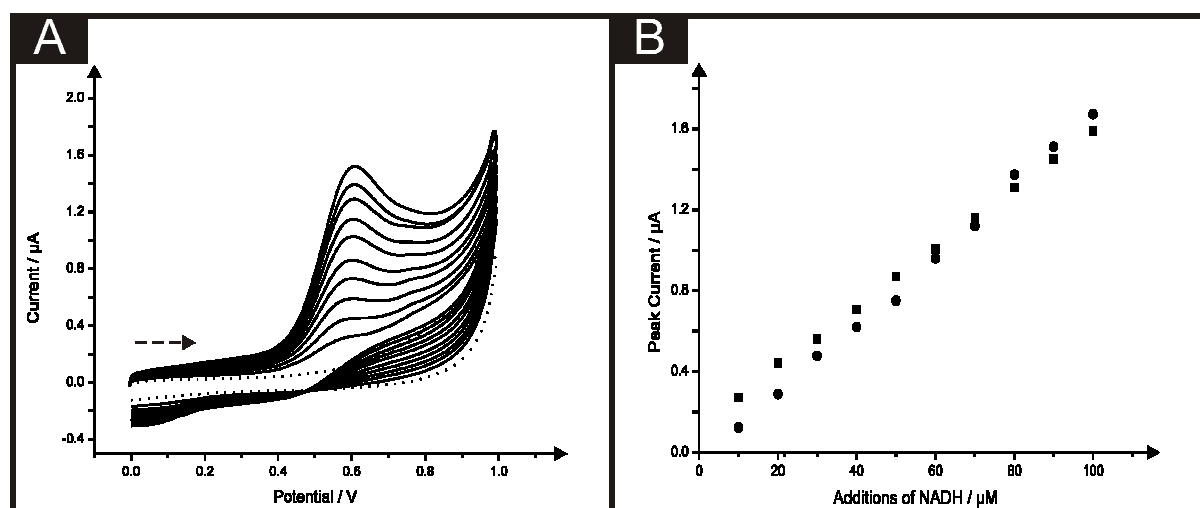 A
B
2.0
1.6
1.2
0.8
0.4
0.0
-0.4
Current / µA
0.0 0.2 0.4 0.6 0.8 1.0
Potential / V
1.6
1.2
0.8
0.4
0.0
Peak Current / µA
0 20 40 60 80 100
Additions of NADH / µM